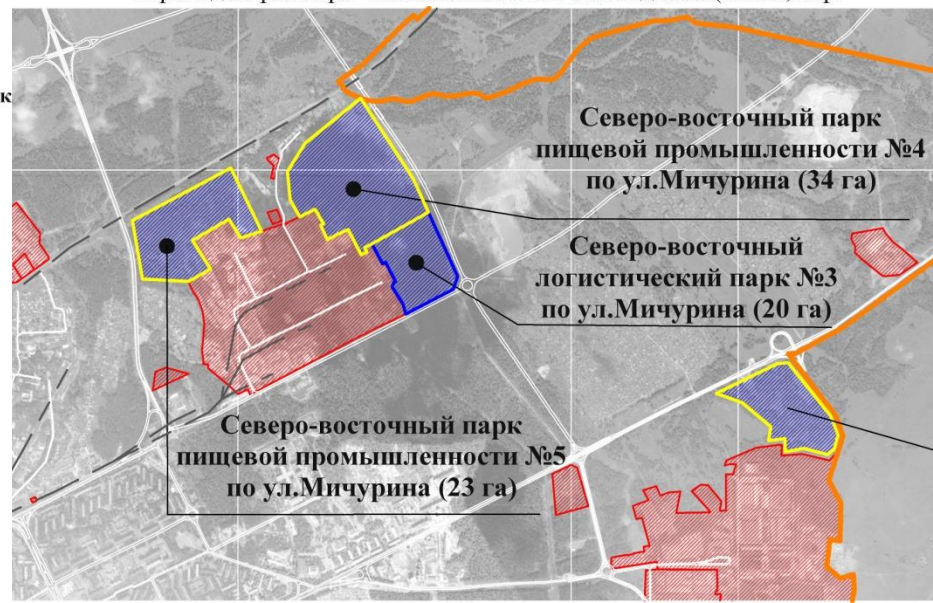 к
Северо-восточный парк
пищевой промышленности №4
по ул.Мичурина (34 га)
Северо-восточный
логистический парк №3
по ул.Мичурина (20 га)
Северо-восточный парк
пищевой промышленности №5
по ул.Мичурина (23 га)